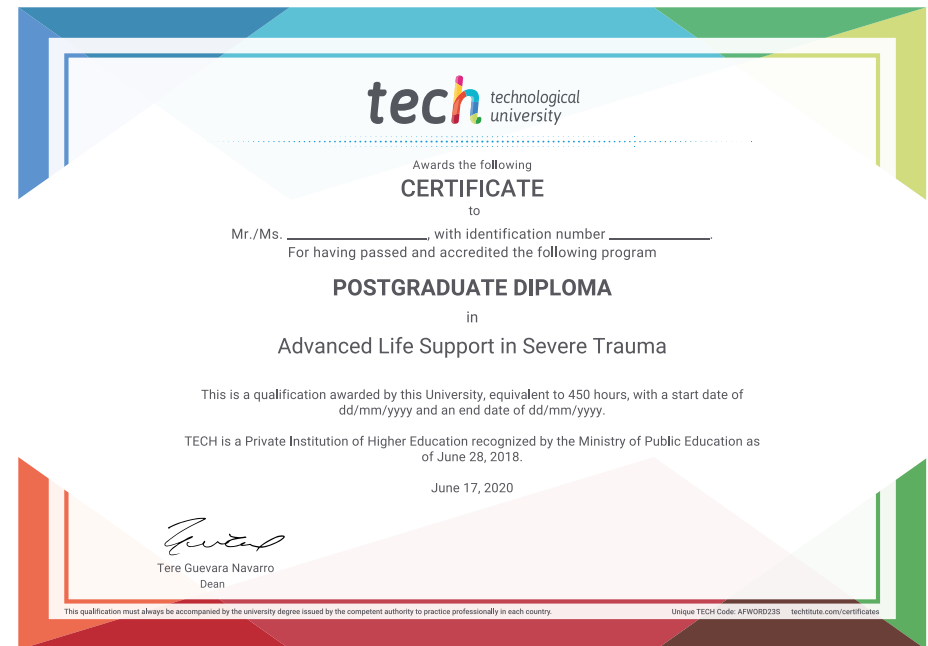 tech technological
university
Awards the following
CERTIFICATE
to
Mr./Ms. ____________, with identification number ____________.
For having passed and accredited the following program
POSTGRADUATE DIPLOMA
in
Advanced Life Support in Severe Trauma
This is a qualification awarded by this University, equivalent to 450 hours, with a start date of
dd/mm/yyyy and an end date of dd/mm/yyyy.
TECH is a Private Institution of Higher Education recognized by the Ministry of Public Education as
of June 28, 2018.
June 17, 2020
Tere Guevara Navarro
Dean
This qualification must always be accompanied by the university degree issued by the competent authority to practice professionally in each country.
Unique TECH Code: AFWORD23S techtitute.com/certificates